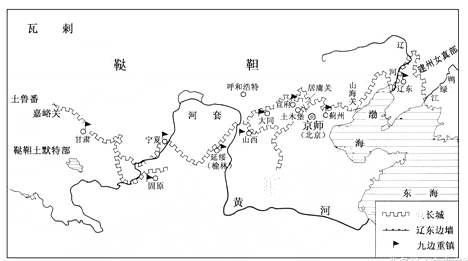 瓦剌
鞑靼
辽河
建州女真部
鸭绿江
呼和浩特
居庸关
山海关
辽东
土鲁番
嘉峪关
宣府
大同
土木堡
蓟州
渤海
河套
京师
(北京)
甘肃
宁夏
山西
延绥
(榆林)
鞑靼土默特部
固原
黄河
东海
长城
辽东边墙
九边重镇